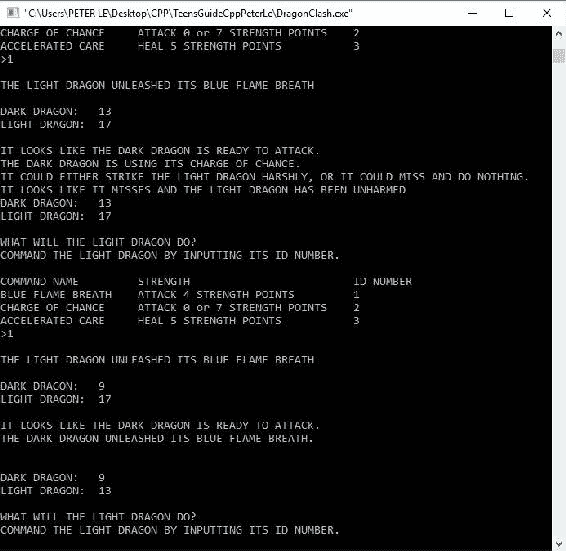 "C:\Users\PETER LE\Desktop\CPP\TeensGuideCppPeterLe\DragonClash.exe"
CHARGE OF CHANCE ATTACK 0 or 7 STRENGTH POINTS 2
ACCELERATED CARE HEAL 5 STRENGTH POINTS 3
>1
THE LIGHT DRAGON UNLEASHED ITS BLUE FLAME BREATH
DARK DRAGON: 13
LIGHT DRAGON: 17
IT LOOKS LIKE THE DARK DRAGON IS READY TO ATTACK.
THE DARK DRAGON IS USING ITS CHARGE OF CHANCE.
IT COULD EITHER STRIKE THE LIGHT DRAGON HARSHLY, OR IT COULD MISS AND DO NOTHING.
IT LOOKS LIKE IT MISSES AND THE LIGHT DRAGON HAS BEEN UNHARMED
DARK DRAGON: 13
LIGHT DRAGON: 17
WHAT WILL THE LIGHT DRAGON DO?
COMMAND THE LIGHT DRAGON BY INPUTTING ITS ID NUMBER.
COMMAND NAME STRENGTH ID NUMBER
BLUE FLAME BREATH ATTACK 4 STRENGTH POINTS 1
CHARGE OF CHANCE ATTACK 0 or 7 STRENGTH POINTS 2
ACCELERATED CARE HEAL 5 STRENGTH POINTS 3
>1
THE LIGHT DRAGON UNLEASHED ITS BLUE FLAME BREATH
DARK DRAGON: 9
LIGHT DRAGON: 17
IT LOOKS LIKE THE DARK DRAGON IS READY TO ATTACK.
THE DARK DRAGON UNLEASHED ITS BLUE FLAME BREATH.
DARK DRAGON: 9
LIGHT DRAGON: 13
WHAT WILL THE LIGHT DRAGON DO?
COMMAND THE LIGHT DRAGON BY INPUTTING ITS ID NUMBER.